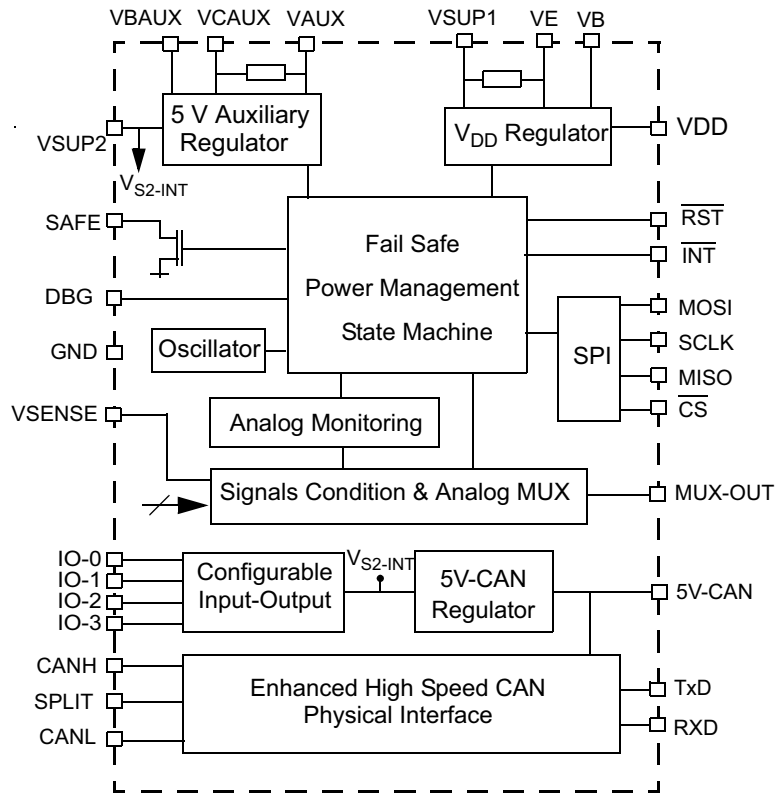 VBAUX VCAUX VAUX
VSUP1 VE VB
5 V Auxiliary
Regulator
VDD Regulator
VSUP2
VDD
VS2-INT
SAFE
RST
Fail Safe
Power Management
State Machine
INT
DBG
MOSI
SCLK
MISO
CS
SPI
GND
Oscillator
VSENSE
Analog Monitoring
Signals Condition & Analog MUX
MUX-OUT
IO-0
IO-1
IO-2
IO-3
Configurable
Input-Output
VS2-INT
5V-CAN
Regulator
5V-CAN
CANH
SPLIT
CANL
Enhanced High Speed CAN
Physical Interface
TxD
RXD